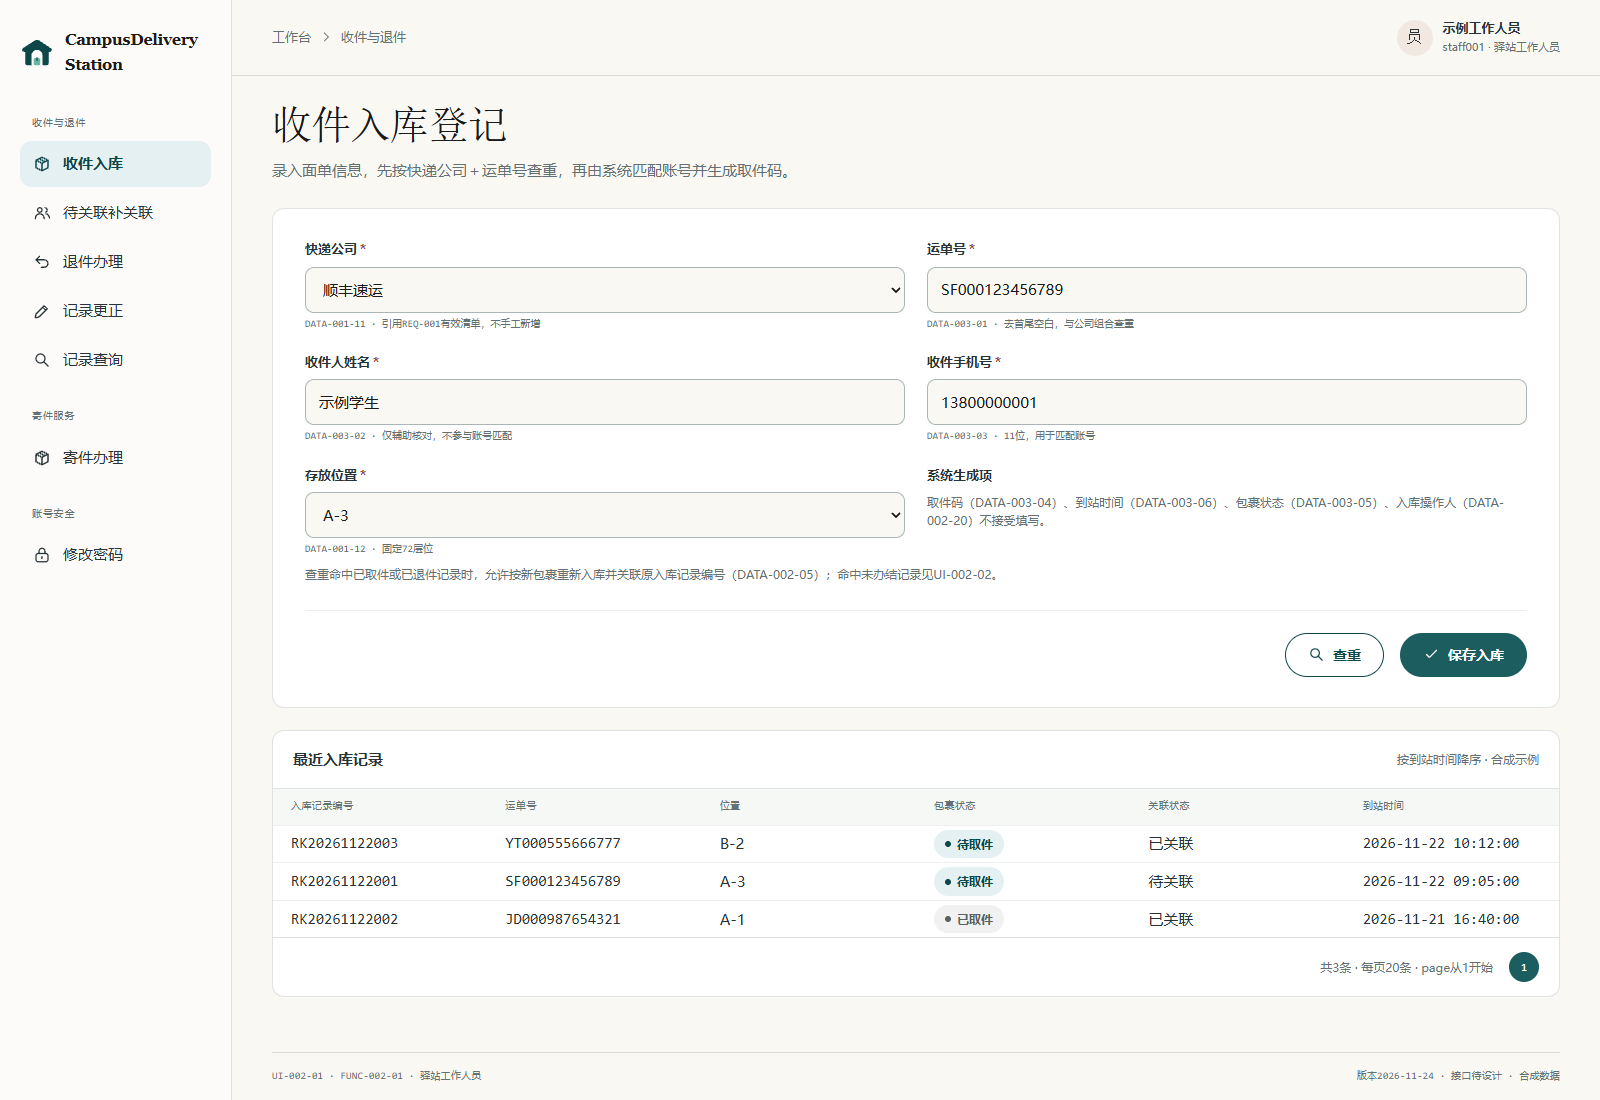 CampusDelivery
Station
收件与退件
收件入库
待关联补关联
退件办理
记录更正
记录查询
寄件服务
寄件办理
账号安全
修改密码
工作台 > 收件与退件
员
示例工作人员
staff001 · 驿站工作人员
收件入库登记
录入面单信息，先按快递公司＋运单号查重，再由系统匹配账号并生成取件码。
快递公司 *
顺丰速运
DATA-001-11 · 引用REQ-001有效清单，不手工新增
运单号 *
SF000123456789
DATA-003-01 · 去首尾空白，与公司组合查重
收件人姓名 *
示例学生
DATA-003-02 · 仅辅助核对，不参与账号匹配
收件手机号 *
13800000001
DATA-003-03 · 11位，用于匹配账号
存放位置 *
A-3
DATA-001-12 · 固定72层位
系统生成项
取件码（DATA-003-04）、到站时间（DATA-003-06）、包裹状态（DATA-003-05）、入库操作人（DATA-
002-20）不接受填写。
查重命中已取件或已退件记录时，允许按新包裹重新入库并关联原入库记录编号（DATA-002-05）；命中未办结记录见UI-002-02。
查重
保存入库
最近入库记录
按到站时间降序 · 合成示例
入库记录编号 运单号 位置 包裹状态 关联状态 到站时间
RK20261122003 YT000555666777 B-2 待取件 已关联 2026-11-22 10:12:00
RK20261122001 SF000123456789 A-3 待取件 待关联 2026-11-22 09:05:00
RK20261122002 JD000987654321 A-1 已取件 已关联 2026-11-21 16:40:00
共3条 · 每页20条 · page从1开始 1
UI-002-01 · FUNC-002-01 · 驿站工作人员
版本2026-11-24 · 接口待设计 · 合成数据